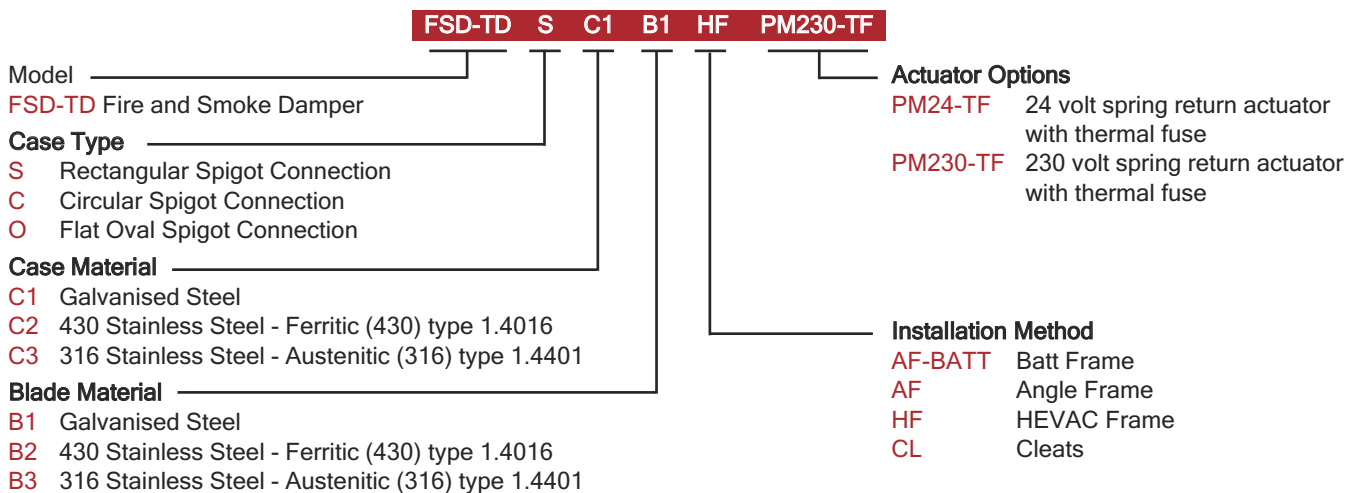 FSD-TD S C1 B1 HF PM230-TF
Model
FSD-TD Fire and Smoke Damper
Case Type
S Rectangular Spigot Connection
C Circular Spigot Connection
O Flat Oval Spigot Connection
Case Material
C1 Galvanised Steel
C2 430 Stainless Steel - Ferritic (430) type 1.4016
C3 316 Stainless Steel - Austenitic (316) type 1.4401
Blade Material
B1 Galvanised Steel
B2 430 Stainless Steel - Ferritic (430) type 1.4016
B3 316 Stainless Steel - Austenitic (316) type 1.4401
Actuator Options
PM24-TF 24 volt spring return actuator
with thermal fuse
PM230-TF 230 volt spring return actuator
with thermal fuse
Installation Method
AF-BATT Batt Frame
AF Angle Frame
HF HEVAC Frame
CL Cleats